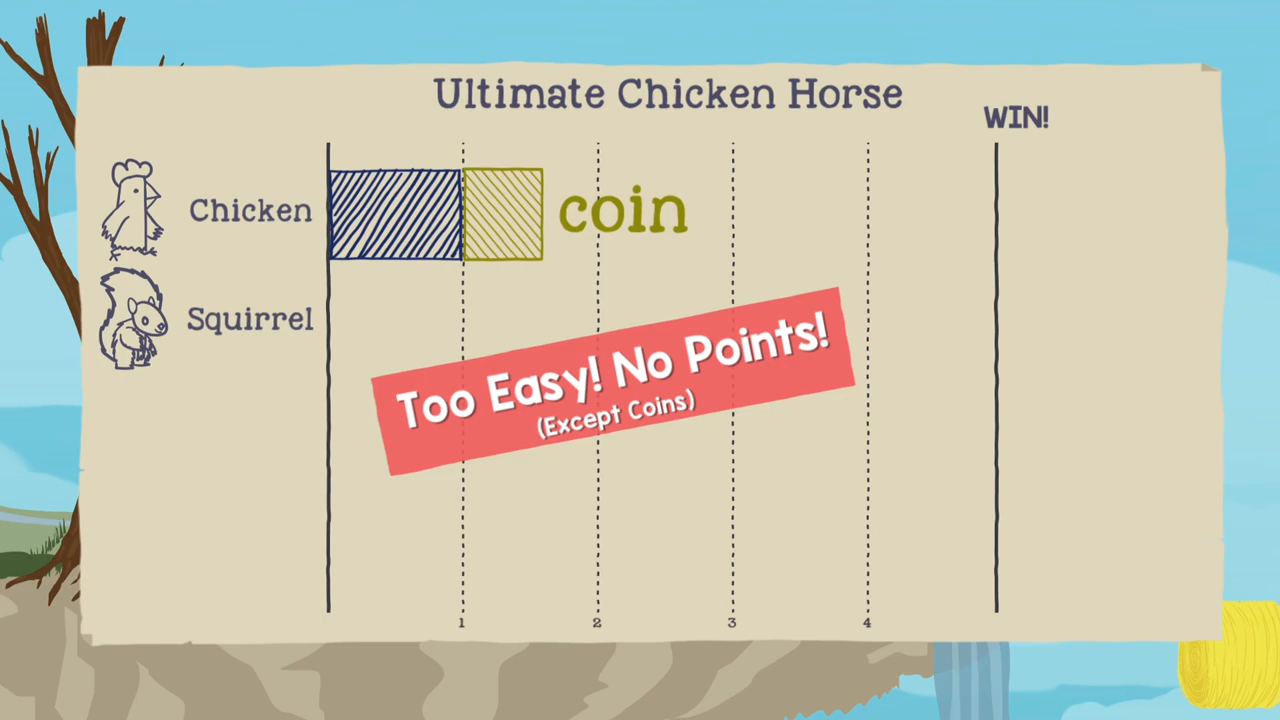 Ultimate Chicken Horse
WIN!
Chicken
coin
Squirrel
Too Easy! No Points!
(Except Coins)
1 2 3 4